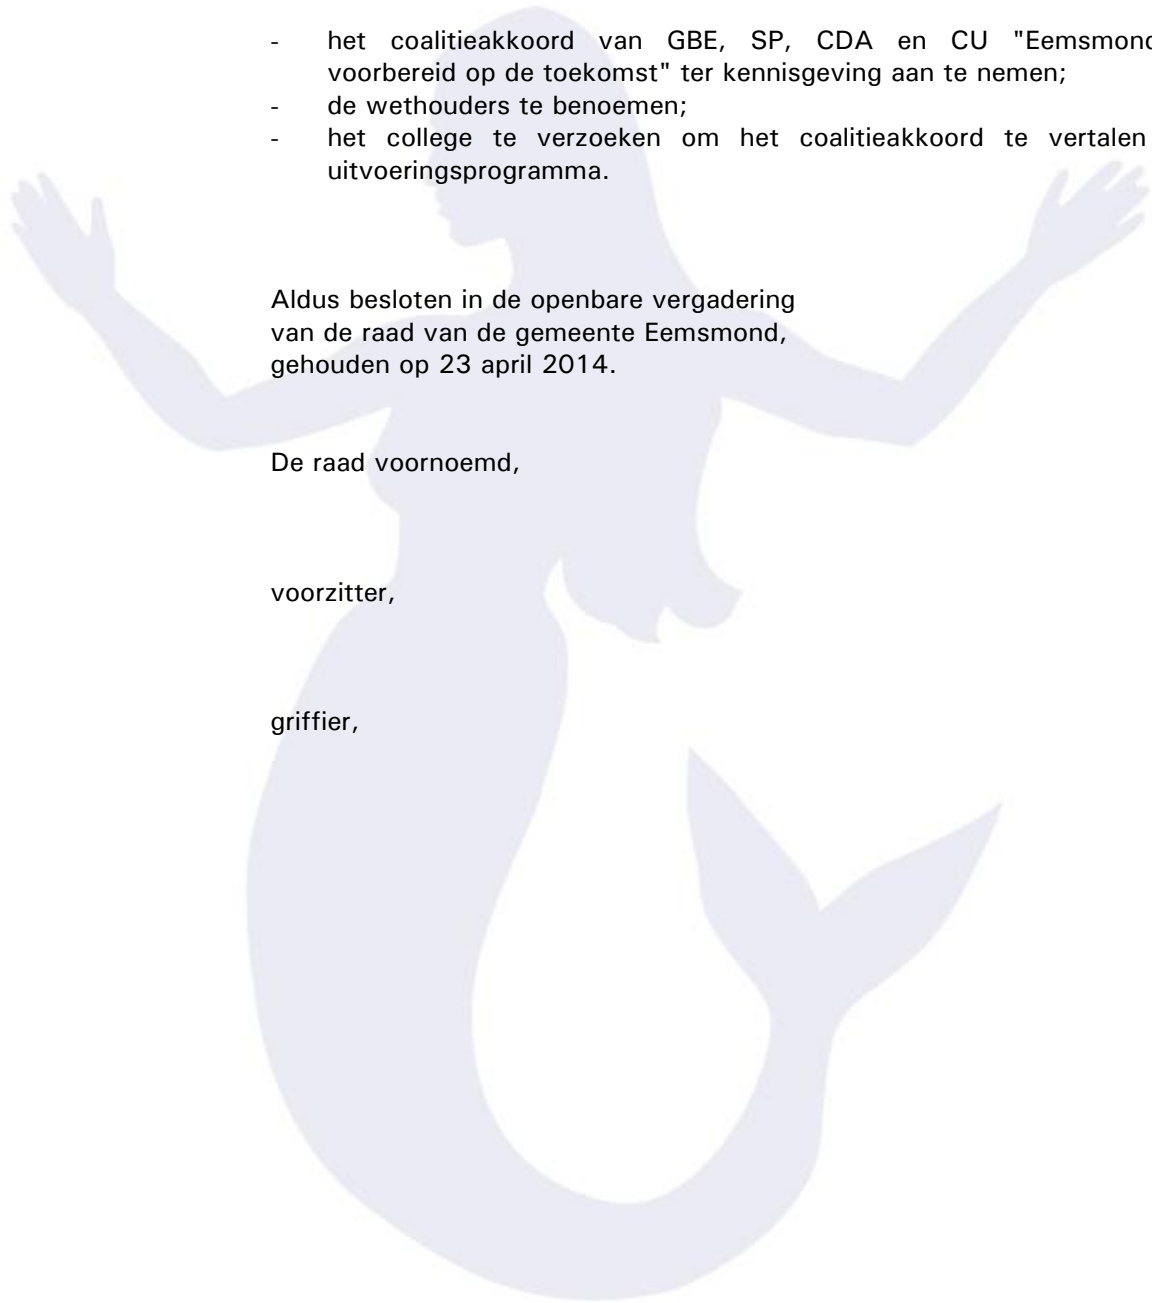 - het coalitieakkoord van GBE, SP, CDA en CU "Eemsmond
voorbereid op de toekomst" ter kennisgeving aan te nemen;
- de wethouders te benoemen;
- het college te verzoeken om het coalitieakkoord te vertalen
uitvoeringsprogramma.
Aldus besloten in de openbare vergadering
van de raad van de gemeente Eemsmond,
gehouden op 23 april 2014.
De raad voornoemd,
voorzitter,
griffier,